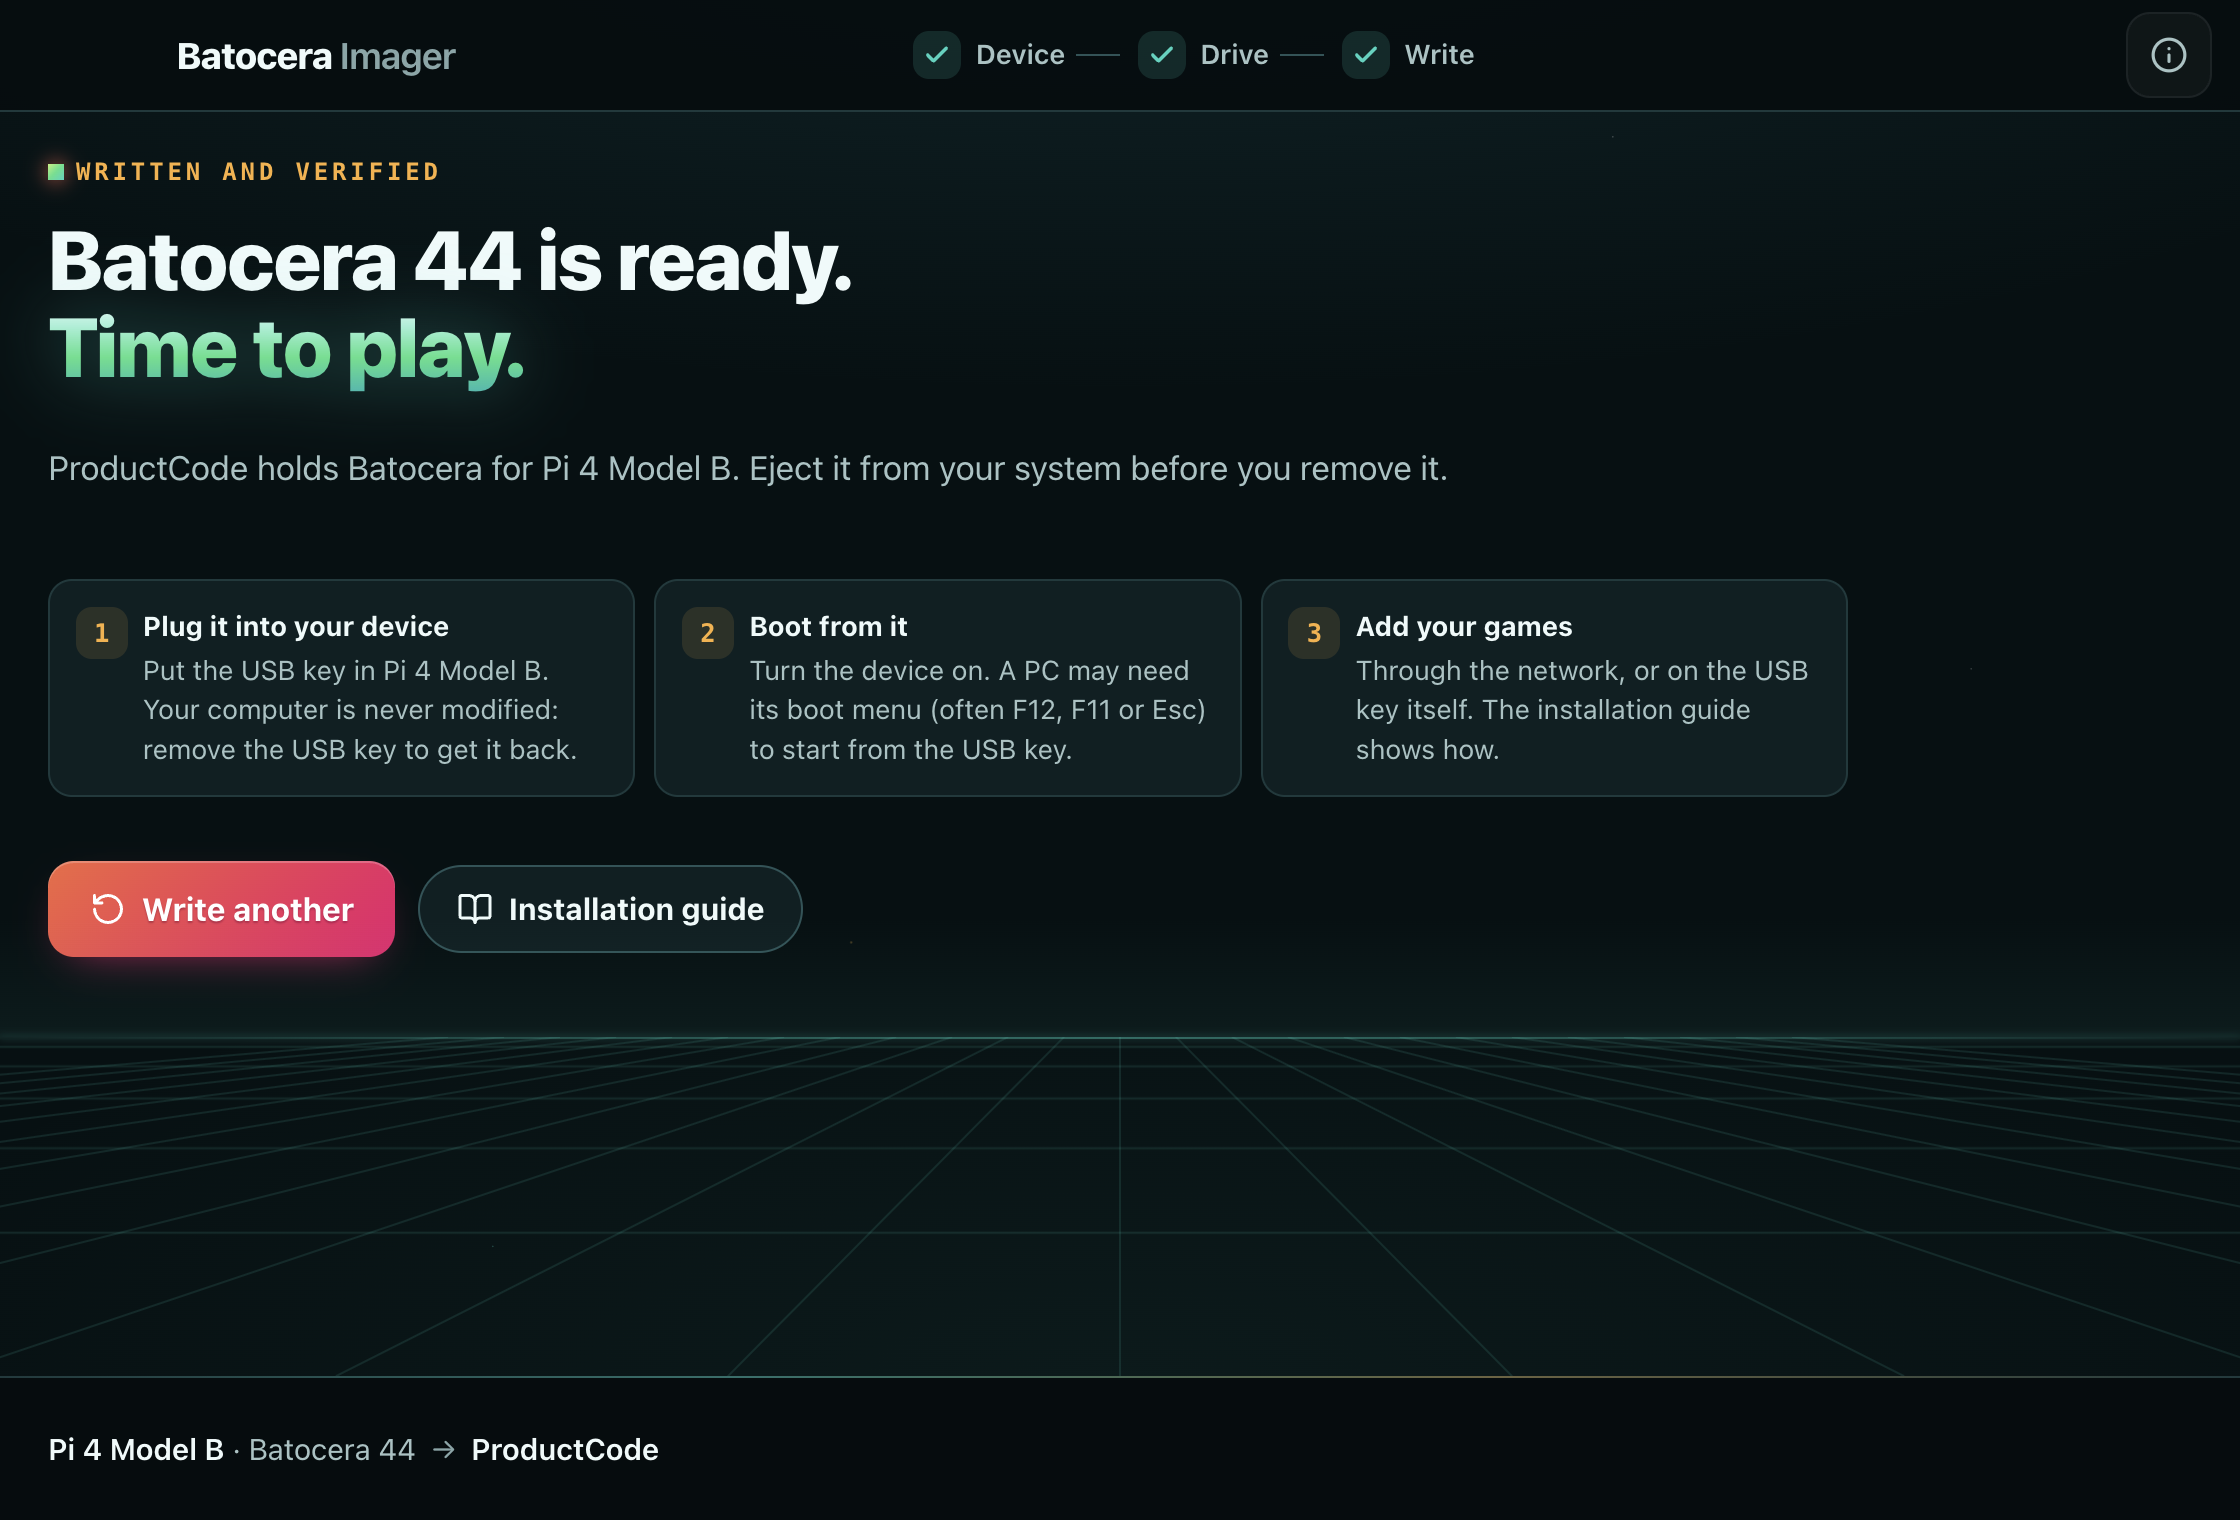 Batocera Imager
Device
Drive
Write
WRITTEN AND VERIFIED
Batocera 44 is ready.
Time to play.
ProductCode holds Batocera for Pi 4 Model B. Eject it from your system before you remove it.
1
Plug it into your device
Put the USB key in Pi 4 Model B.
Your computer is never modified:
remove the USB key to get it back.
2
Boot from it
Turn the device on. A PC may need
its boot menu (often F12, F11 or Esc)
to start from the USB key.
3
Add your games
Through the network, or on the USB
key itself. The installation guide
shows how.
Write another
Installation guide
Pi 4 Model B · Batocera 44 → ProductCode